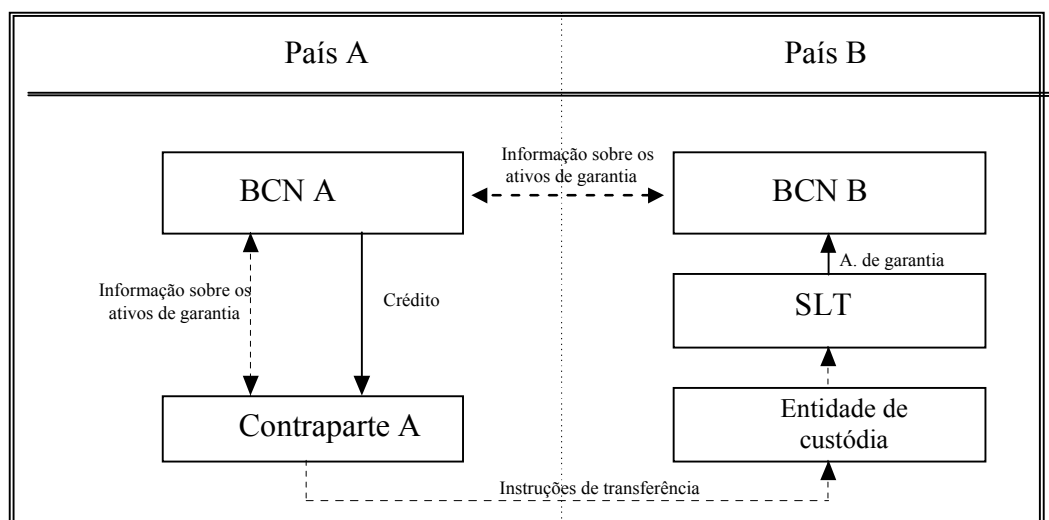 País A
País B
Informação sobre os
ativos de garantia
BCN A
BCN B
A. de garantia
Informação sobre os
ativos de garantia
Crédito
SLT
Contraparte A
Entidade de
custódia
Instruções de transferência